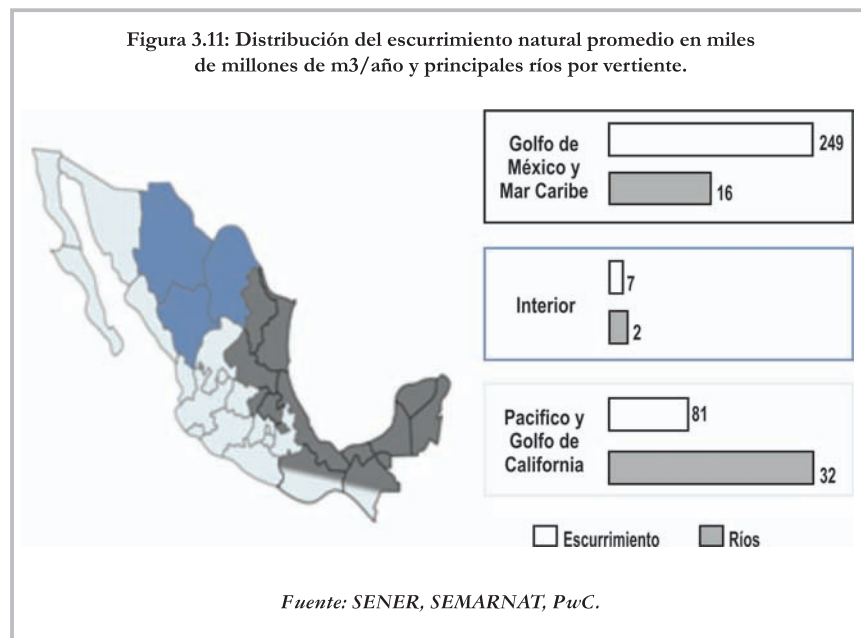 Figura 3.11: Distribución del escurrimiento natural promedio en miles
de millones de m3/año y principales ríos por vertiente.
Golfo de
México y
Mar Caribe
249
16
Interior
7
2
Pacifico y
Golfo de
California
81
32
Escurrimiento
Ríos
Fuente: SENER, SEMARNAT, PwC.